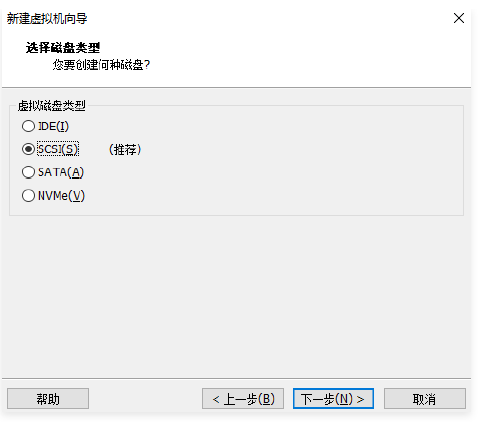 新建虚拟机向导
选择磁盘类型
您要创建何种磁盘?
虚拟磁盘类型
IDE(I)
SCSI(S) (推荐)
SATA(A)
NVMe(V)
帮助 < 上一步(B) 下一步(N) > 取消